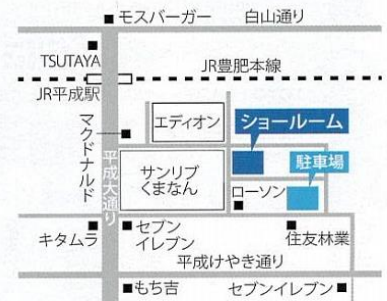 モスバーガー
白山通り
TSUTAYA
JR豊肥本線
JR平成駅
マクドナルド
エディオン
ショールーム
平成大通り
サンリブ
くまなん
駐車場
ローソン
キタムラ
セブン
イレブン
住友林業
平成けやき通り
もち吉
セブンイレブン